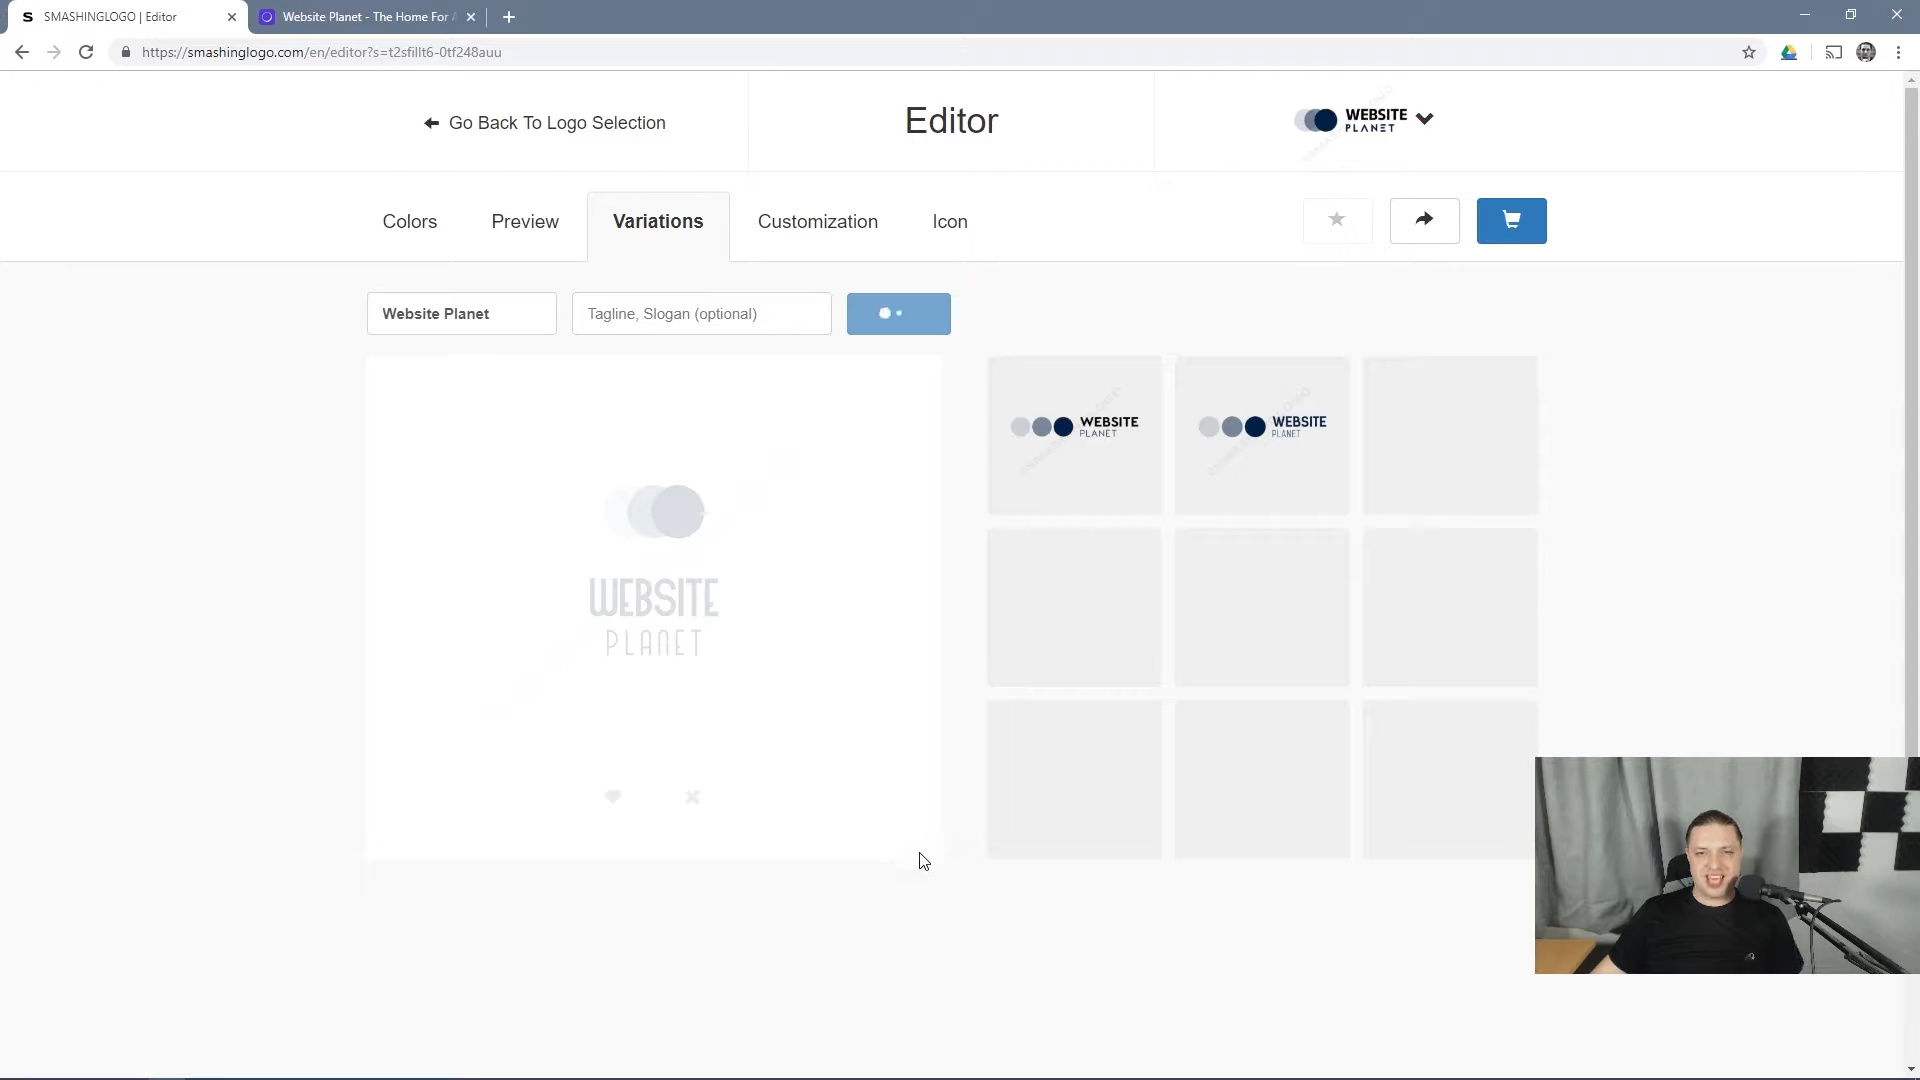 SMASHINGLOGO | Editor
Website Planet - The Home For
https://smashinglogo.com/en/editor?s=t2sfillt6-0tf248auu
Go Back To Logo Selection
Editor
WEBSITE
PLANET
Colors
Preview
Variations
Customization
Icon
Website Planet
Tagline, Slogan (optional)
WEBSITE
PLANET
WEBSITE
PLANET
WEBSITE
PLANET